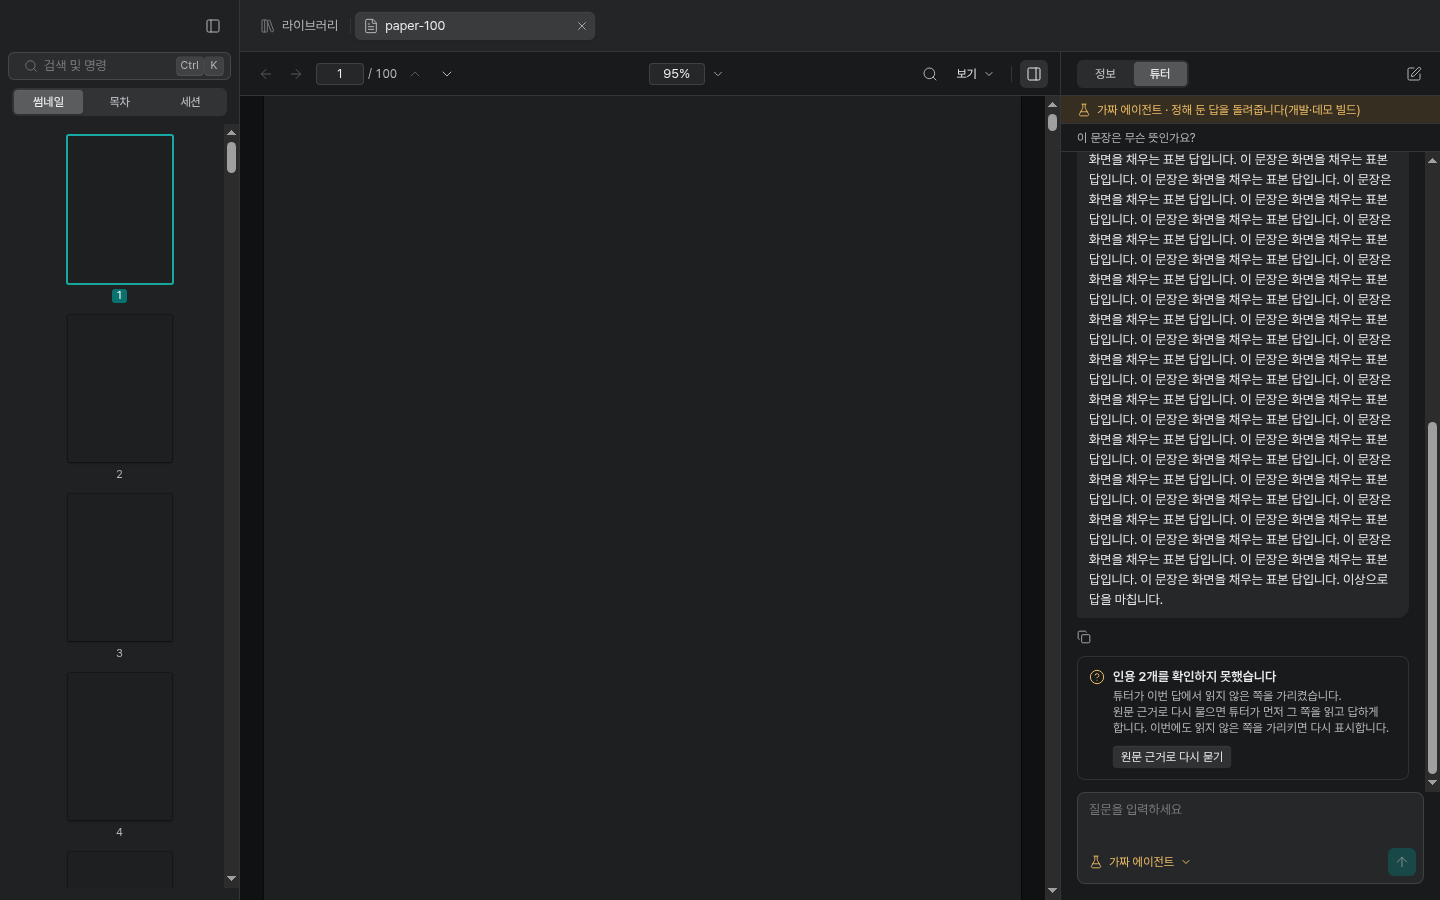 라이브러리
paper-100
검색 및 명령
Ctrl K
썸네일 목차 세션
1
2
3
4
1 / 100
95%
보기
정보 튜터
가짜 에이전트 · 정해 둔 답을 돌려줍니다(개발·데모 빌드)
이 문장은 무슨 뜻인가요?
화면을 채우는 표본 답입니다. 이 문장은 화면을 채우는 표본
답입니다. 이 문장은 화면을 채우는 표본 답입니다. 이 문장은
화면을 채우는 표본 답입니다. 이 문장은 화면을 채우는 표본
답입니다. 이 문장은 화면을 채우는 표본 답입니다. 이 문장은
화면을 채우는 표본 답입니다. 이 문장은 화면을 채우는 표본
답입니다. 이 문장은 화면을 채우는 표본 답입니다. 이 문장은
화면을 채우는 표본 답입니다. 이 문장은 화면을 채우는 표본
답입니다. 이 문장은 화면을 채우는 표본 답입니다. 이 문장은
화면을 채우는 표본 답입니다. 이 문장은 화면을 채우는 표본
답입니다. 이 문장은 화면을 채우는 표본 답입니다. 이 문장은
화면을 채우는 표본 답입니다. 이 문장은 화면을 채우는 표본
답입니다. 이 문장은 화면을 채우는 표본 답입니다. 이 문장은
화면을 채우는 표본 답입니다. 이 문장은 화면을 채우는 표본
답입니다. 이 문장은 화면을 채우는 표본 답입니다. 이 문장은
화면을 채우는 표본 답입니다. 이 문장은 화면을 채우는 표본
답입니다. 이 문장은 화면을 채우는 표본 답입니다. 이 문장은
화면을 채우는 표본 답입니다. 이 문장은 화면을 채우는 표본
답입니다. 이 문장은 화면을 채우는 표본 답입니다. 이 문장은
화면을 채우는 표본 답입니다. 이 문장은 화면을 채우는 표본
답입니다. 이 문장은 화면을 채우는 표본 답입니다. 이 문장은
화면을 채우는 표본 답입니다. 이 문장은 화면을 채우는 표본
답입니다. 이 문장은 화면을 채우는 표본 답입니다. 이상으로
답을 마칩니다.
인용 2개를 확인하지 못했습니다
튜터가 이번 답에서 읽지 않은 쪽을 가리켰습니다.
원문 근거로 다시 물으면 튜터가 먼저 그 쪽을 읽고 답하게
합니다. 이번에도 읽지 않은 쪽을 가리키면 다시 표시합니다.
원문 근거로 다시 묻기
질문을 입력하세요
가짜 에이전트